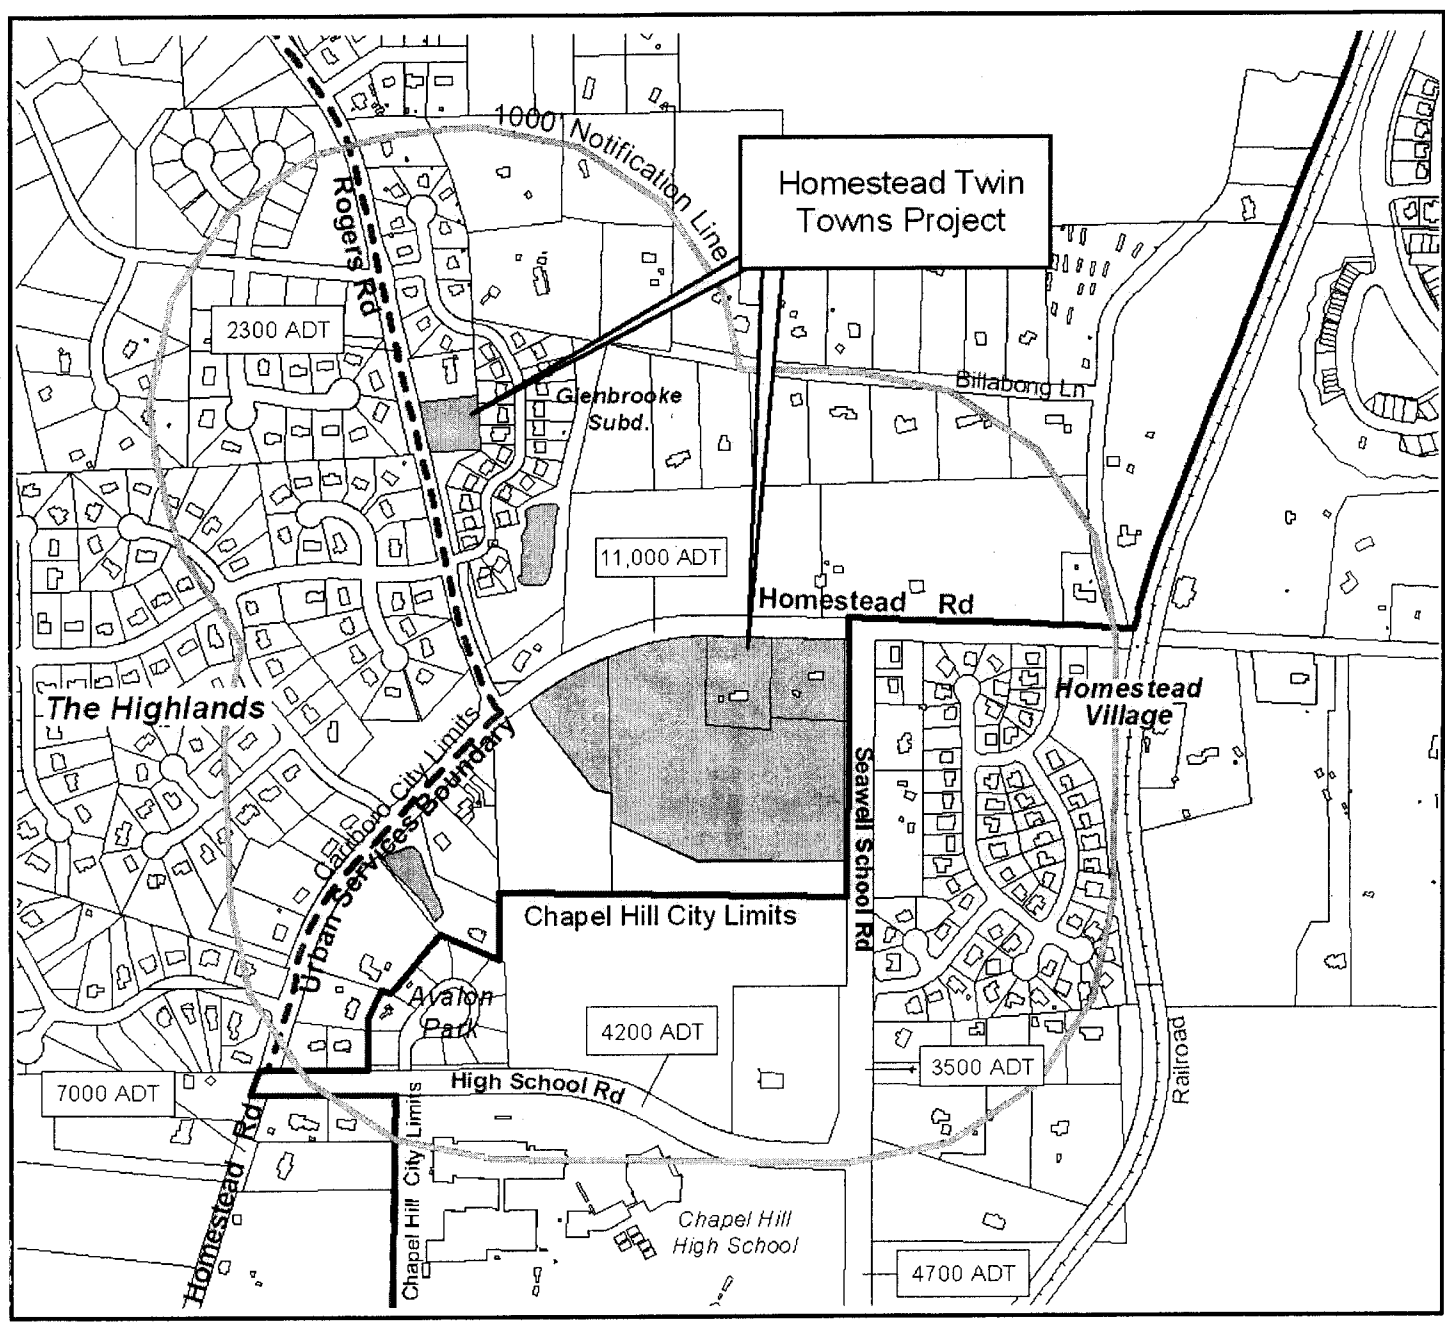 1000' Notification Line
Homestead Twin
Towns Project
Rogers Rd
2300 ADT
Glenbrooke
Subd.
Billabong Ln
11,000 ADT
Homestead Rd
The Highlands
Homestead
Village
Carrboro City Limits
Urban Services Boundary
Seawell School Rd
Chapel Hill City Limits
Avalon
Park
4200 ADT
3500 ADT
Railroad
7000 ADT
High School Rd
Homestead Rd
Chapel Hill City Limits
Chapel Hill
High School
4700 ADT